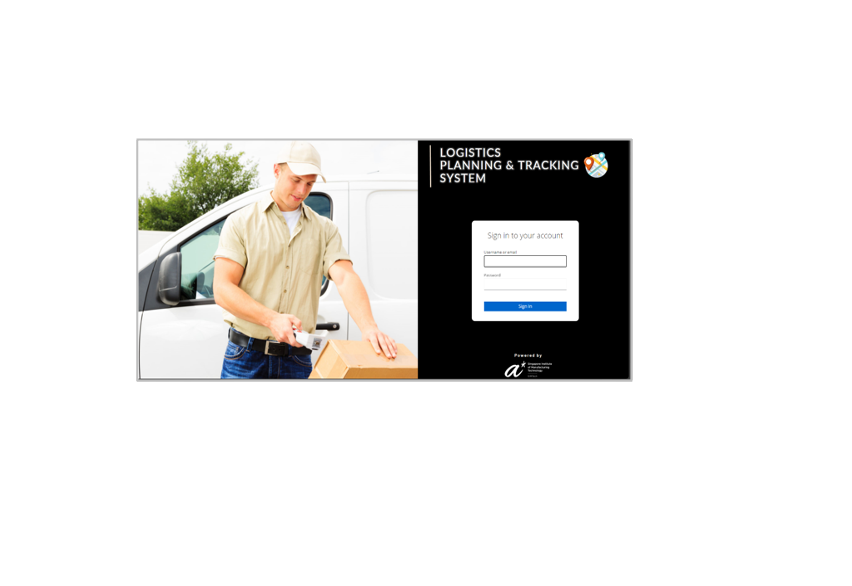 LOGISTICS
PLANNING & TRACKING
SYSTEM
Sign in to your account
Username or email
Password
Sign In
Powered by
Singapore Institute
of Manufacturing
Technology